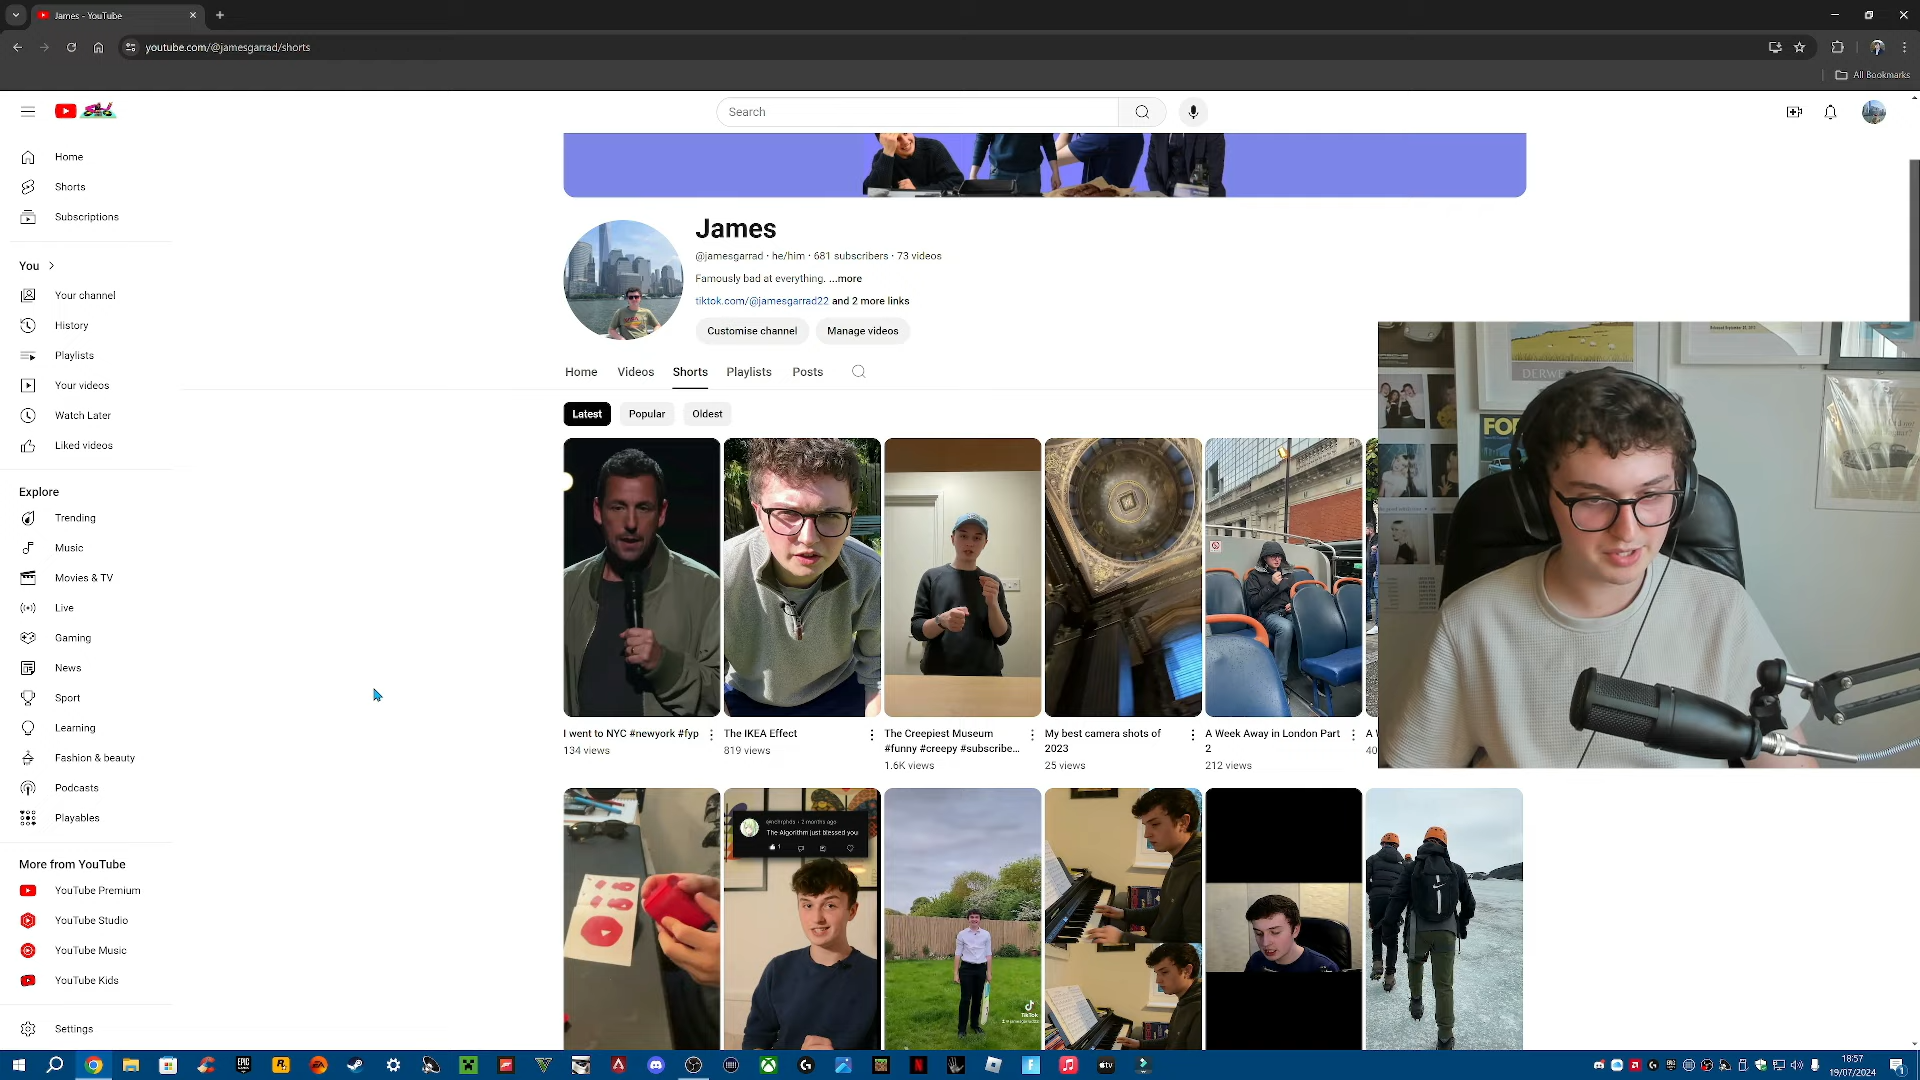 James - YouTube
youtube.com/@jamesgarrad/shorts
All Bookmarks
Search
Home
Shorts
Subscriptions
You
Your channel
History
Playlists
Your videos
Watch Later
Liked videos
Explore
Trending
Music
Movies & TV
Live
Gaming
News
Sport
Learning
Fashion & beauty
Podcasts
Playables
More from YouTube
YouTube Premium
YouTube Studio
YouTube Music
YouTube Kids
Settings
James
@jamesgarrad · he/him · 681 subscribers · 73 videos
Famously bad at everything. ...more
tiktok.com/@jamesgarrad22 and 2 more links
Customise channel
Manage videos
Home
Videos
Shorts
Playlists
Posts
Latest
Popular
Oldest
I went to NYC #newyork #fyp
134 views
The IKEA Effect
819 views
The Creepiest Museum
#funny #creepy #subscribe...
1.6K views
My best camera shots of
2023
25 views
A Week Away in London Part
2
212 views
The Algorithm just blessed you
TikTok
18:57
19/07/2024